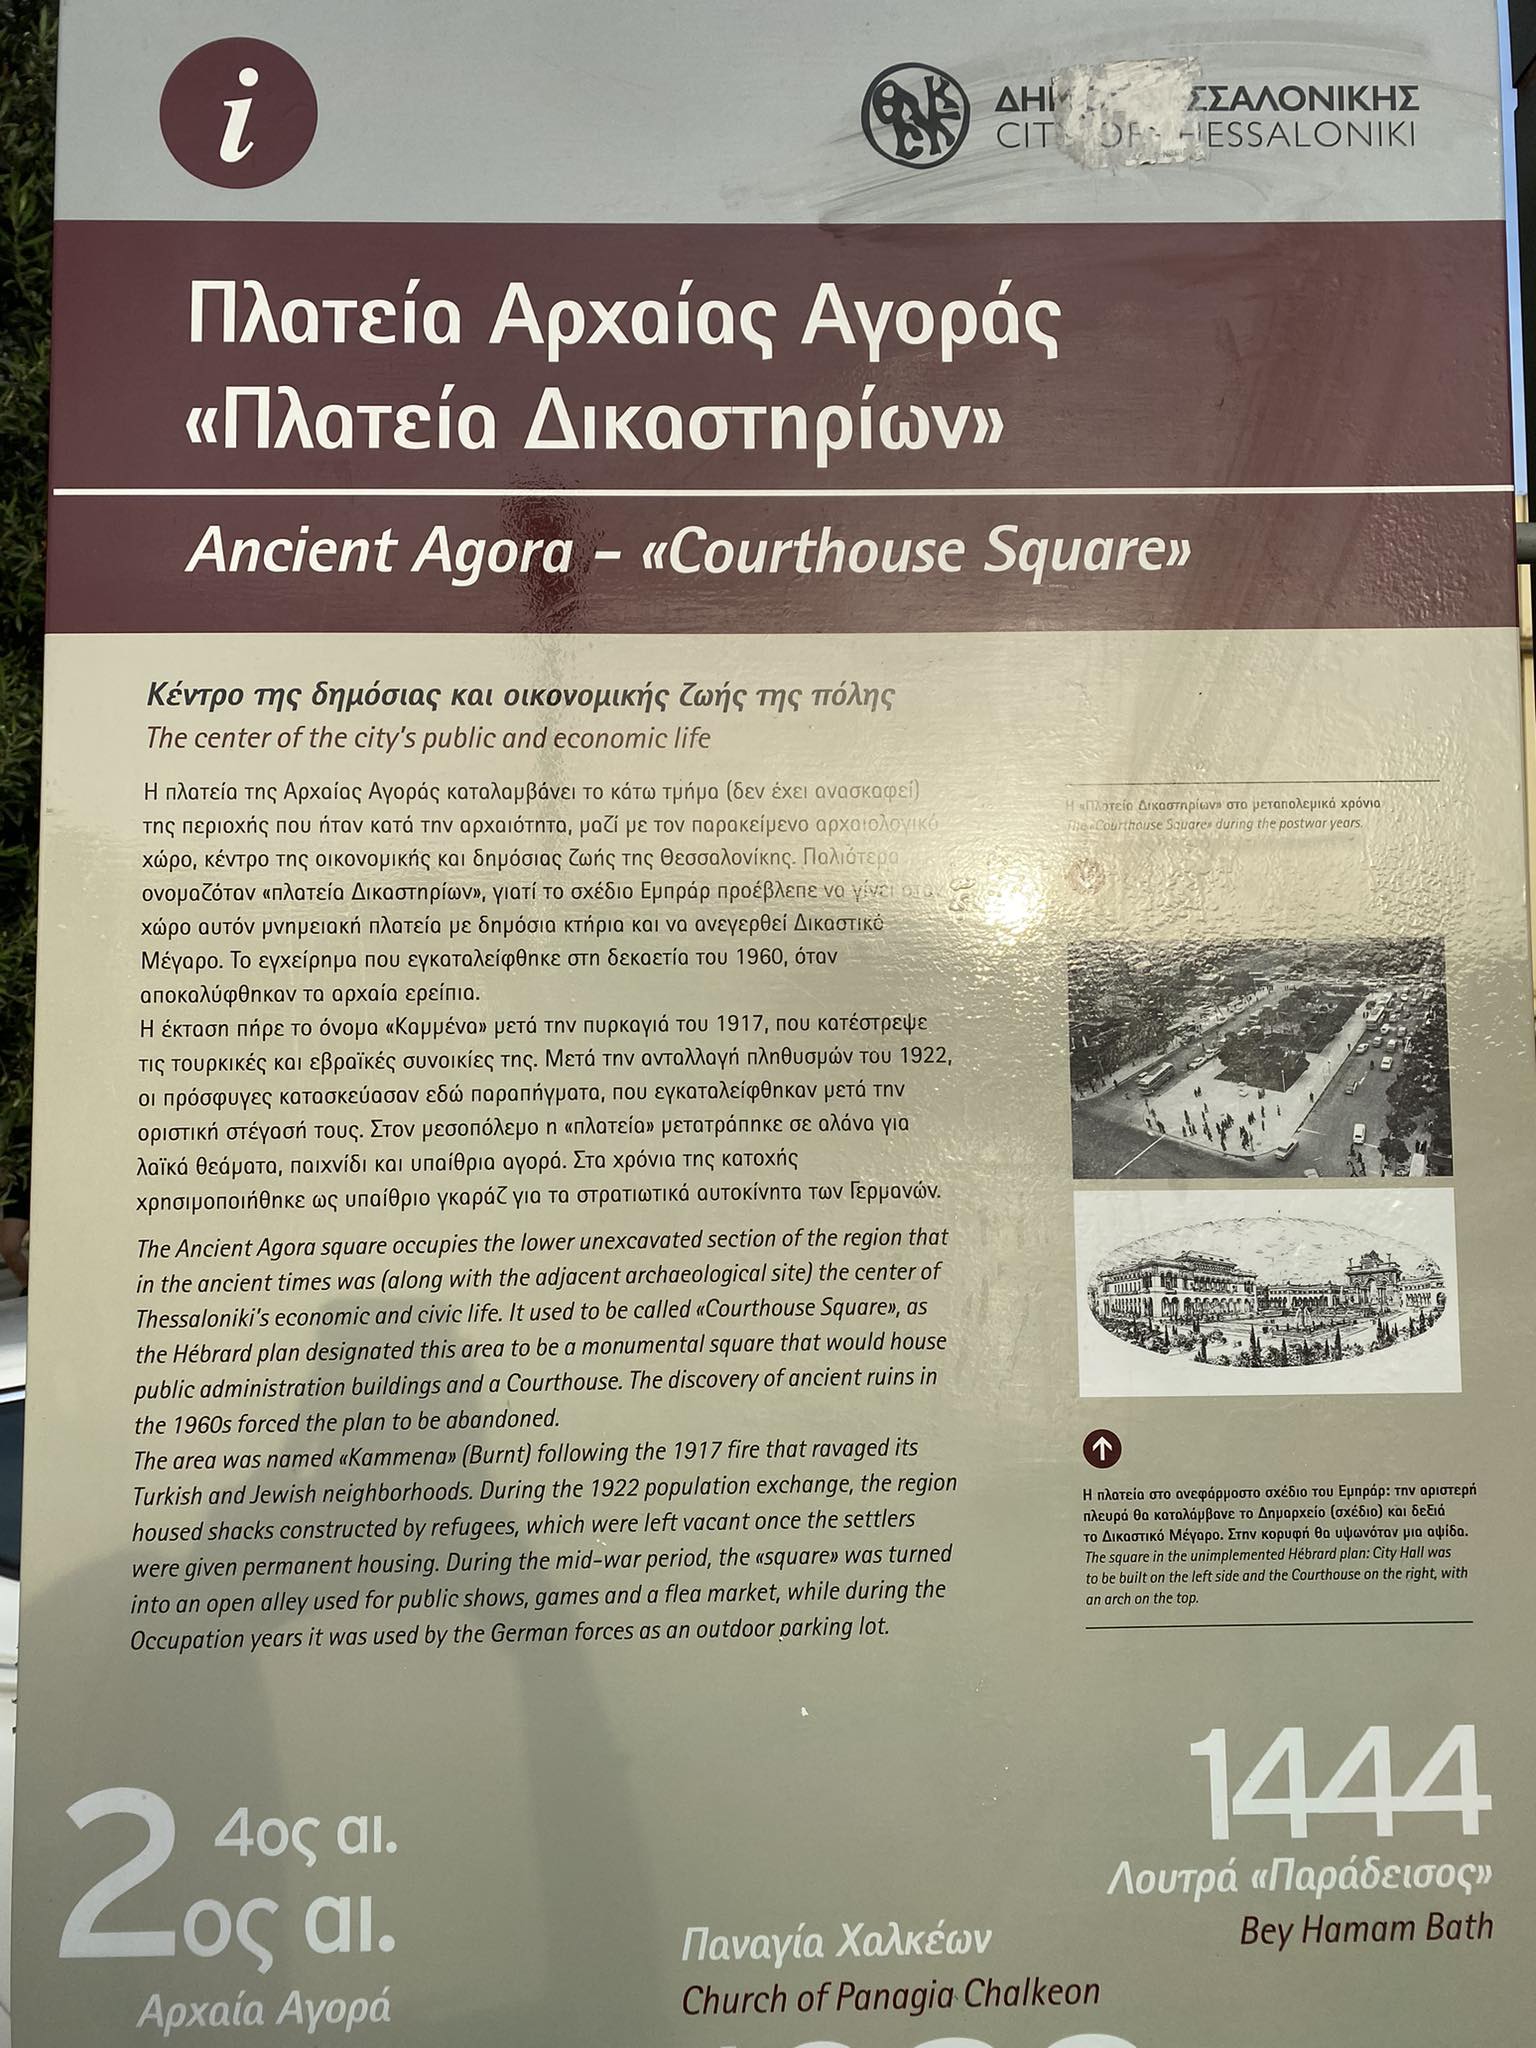 i
ΣΣΑΛΟΝΙΚΗΣ
CITY OF THESSALONIKI
Πλατεία Αρχαίας Αγοράς
«Πλατεία Δικαστηρίων»
Ancient Agora – «Courthouse Square»
Κέντρο της δημόσιας και οικονομικής ζωής της πόλης
The center of the city's public and economic life
Η πλατεία της Αρχαίας Αγοράς καταλαμβάνει το κάτω τμήμα (δεν έχει ανασκαφεί)
της περιοχής που ήταν κατά την αρχαιότητα, μαζί με τον παρακείμενο αρχαιολογικό
χώρο, κέντρο της οικονομικής και δημόσιας ζωής της Θεσσαλονίκης. Παλιότερα
ονομαζόταν «πλατεία Δικαστηρίων», γιατί το σχέδιο Εμπράρ προέβλεπε να γίνει στον
χώρο αυτόν μνημειακή πλατεία με δημόσια κτήρια και να ανεγερθεί Δικαστικό
Μέγαρο. Το εγχείρημα που εγκαταλείφθηκε στη δεκαετία του 1960, όταν
αποκαλύφθηκαν τα αρχαία ερείπια.
Η έκταση πήρε το όνομα «Καμμένα» μετά την πυρκαγιά του 1917, που κατέστρεψε
τις τουρκικές και εβραϊκές συνοικίες της. Μετά την ανταλλαγή πληθυσμών του 1922,
οι πρόσφυγες κατασκεύασαν εδώ παραπήγματα, που εγκαταλείφθηκαν μετά την
οριστική στέγασή τους. Στον μεσοπόλεμο η «πλατεία» μετατράπηκε σε αλάνα για
λαϊκά θεάματα, παιχνίδι και υπαίθρια αγορά. Στα χρόνια της κατοχής
χρησιμοποιήθηκε ως υπαίθριο γκαράζ για τα στρατιωτικά αυτοκίνητα των Γερμανών.
The Ancient Agora square occupies the lower unexcavated section of the region that
in the ancient times was (along with the adjacent archaeological site) the center of
Thessaloniki's economic and civic life. It used to be called «Courthouse Square», as
the Hébrard plan designated this area to be a monumental square that would house
public administration buildings and a Courthouse. The discovery of ancient ruins in
the 1960s forced the plan to be abandoned.
The area was named «Kammena» (Burnt) following the 1917 fire that ravaged its
Turkish and Jewish neighborhoods. During the 1922 population exchange, the region
housed shacks constructed by refugees, which were left vacant once the settlers
were given permanent housing. During the mid-war period, the «square» was turned
into an open alley used for public shows, games and a flea market, while during the
Occupation years it was used by the German forces as an outdoor parking lot.
Η «Πλατεία Δικαστηρίων» στα μεταπολεμικά χρόνια
The «Courthouse Square» during the postwar years.
Η πλατεία στο ανεφάρμοστο σχέδιο του Εμπράρ: την αριστερή
πλευρά θα καταλάμβανε το Δημαρχείο (σχέδιο) και δεξιά
το Δικαστικό Μέγαρο. Στην κορυφή θα υψωνόταν μια αψίδα.
The square in the unimplemented Hébrard plan: City Hall was
to be built on the left side and the Courthouse on the right, with
an arch on the top.
4ος αι.
2ος αι.
Αρχαία Αγορά
Παναγία Χαλκέων
Church of Panagia Chalkeon
1444
Λουτρά «Παράδεισος»
Bey Hamam Bath